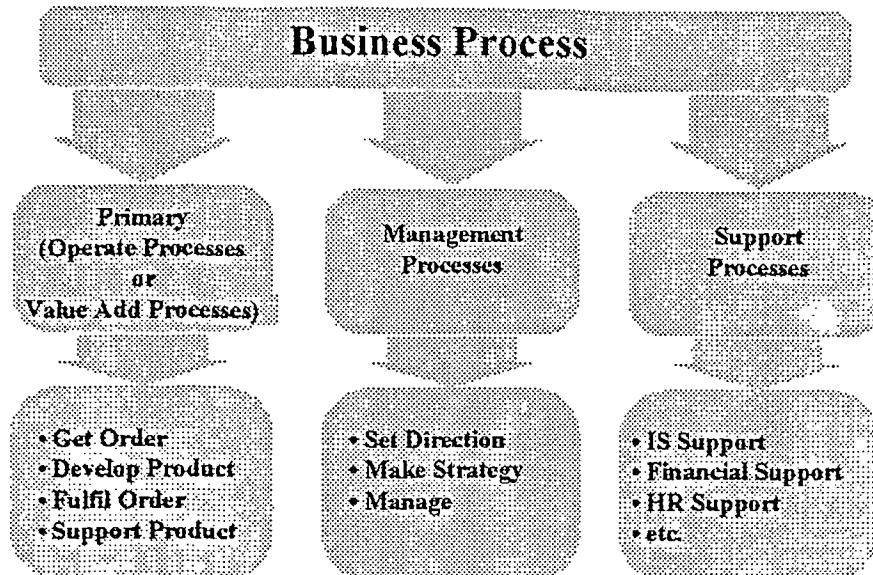 Business Process
Primary
(Operate Processes
or
Value Add Processes)
Management
Processes
Support
Processes
• Get Order
• Develop Product
• Fulfil Order
• Support Product
• Set Direction
• Make Strategy
• Manage
• IS Support
• Financial Support
• HR Support
• etc.